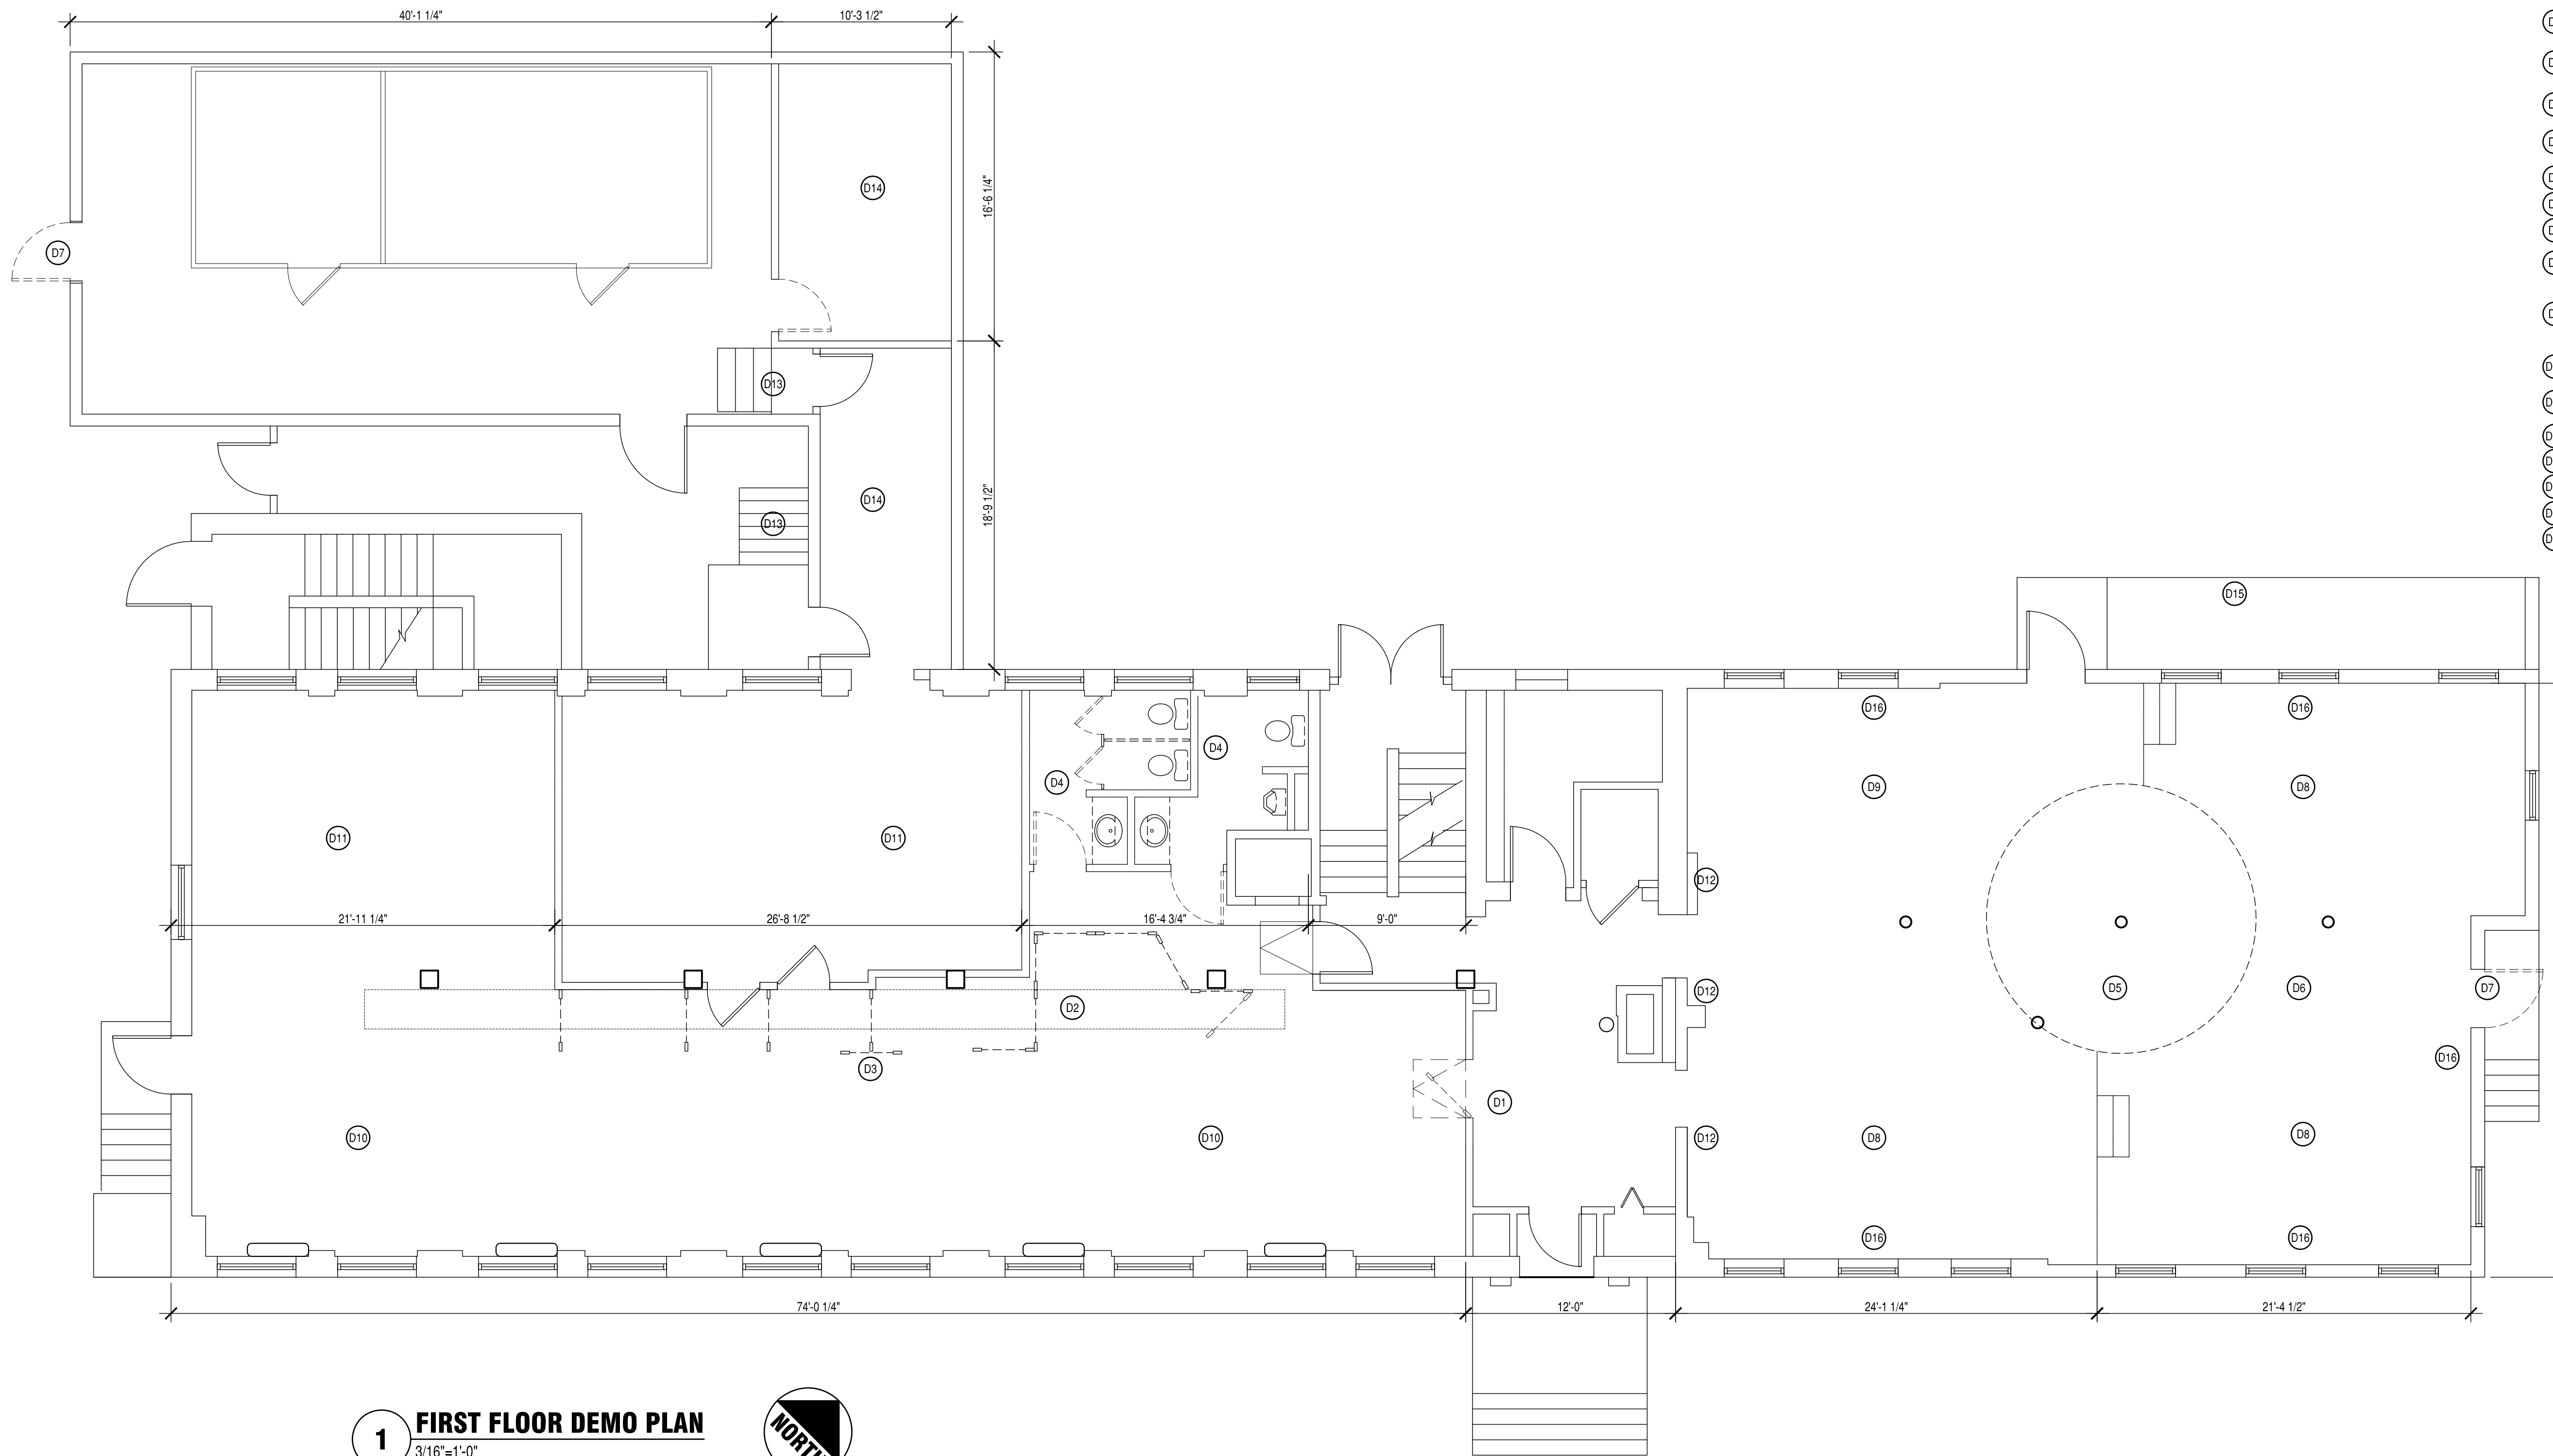 40'-1 1/4" 10'-3 1/2"
D14
16'-6 1/4"
D7
D13
D14
18'-9 1/2"
D13
D15
D16 D16
D4 D4
D9 D8
D11 D11
D12
21'-11 1/4" 26'-8 1/2" 16'-4 3/4" 9'-0"
D12 D5 D6 D7
D2
D3 D16
D1
D10 D10 D12 D8 D8
D16 D16
74'-0 1/4" 12'-0" 24'-1 1/4" 21'-4 1/2"
1 FIRST FLOOR DEMO PLAN
3/16"=1'-0"
NORTH